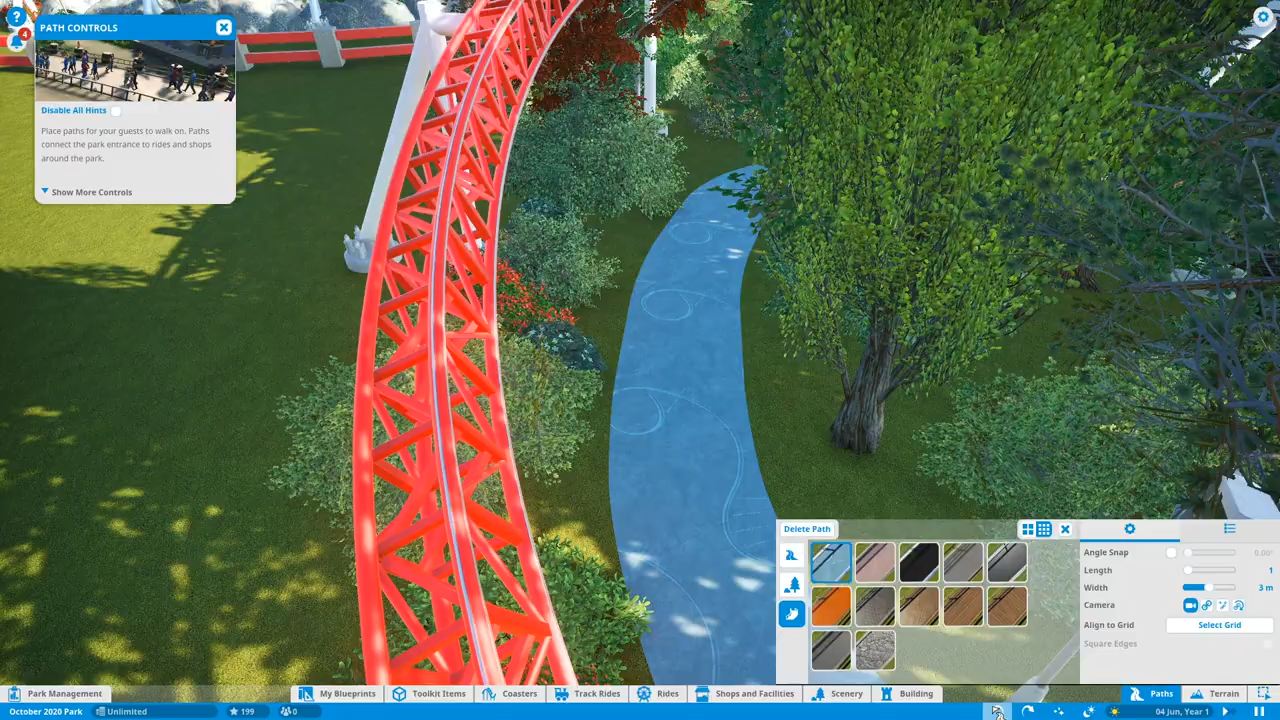 ?
4
PATH CONTROLS
Disable All Hints
Place paths for your guests to walk on. Paths
connect the park entrance to rides and shops
around the park.
Show More Controls
Delete Path
Angle Snap 0.00°
Length 1
Width 3 m
Camera
Align to Grid Select Grid
Square Edges
Park Management My Blueprints Toolkit Items Coasters Track Rides Rides Shops and Facilities Scenery Building Paths Terrain
October 2020 Park Unlimited 199 0 04 Jun, Year 1